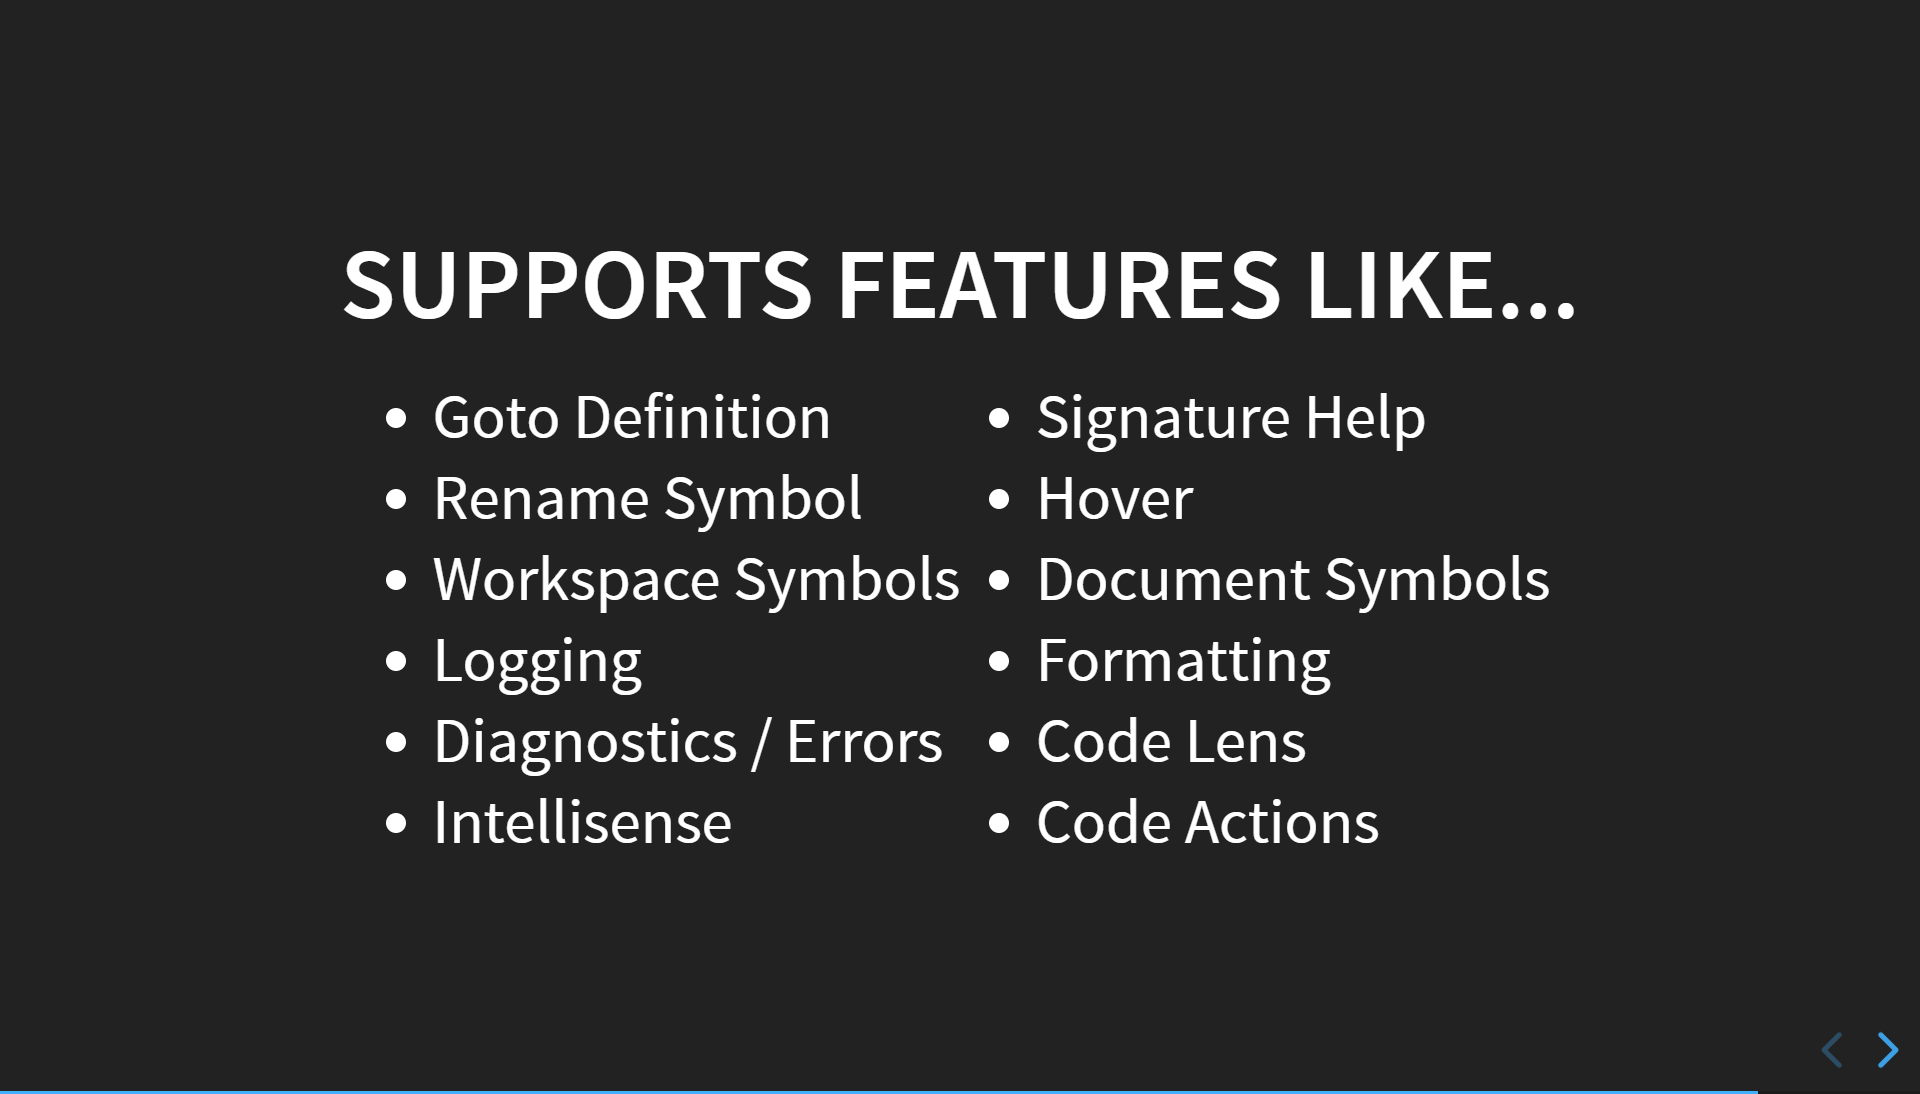 SUPPORTS FEATURES LIKE...
Goto Definition
Rename Symbol
Workspace Symbols
Logging
Diagnostics / Errors
Intellisense
Signature Help
Hover
Document Symbols
Formatting
Code Lens
Code Actions